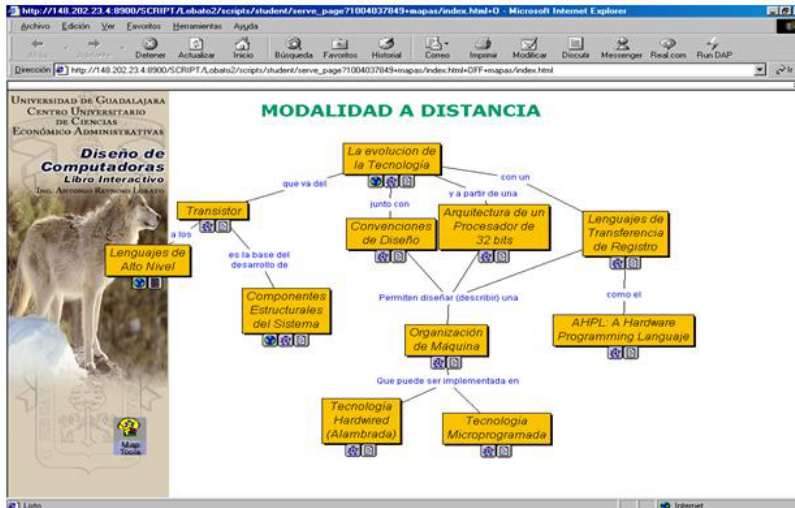 http://148.202.23.4:8900/SCRIPT/Lobato2/scripts/student/serve_page?1004037849+mapas/index.html+O - Microsoft Internet Explorer
Archivo Edición Ver Favoritos Herramientas Ayuda
Atrás Adelante Detener Actualizar Inicio Búsqueda Favoritos Historial Correo Imprimir Modificar Discutir Messenger Real.com Run DAP
Dirección http://148.202.23.4:8900/SCRIPT/Lobato2/scripts/student/serve_page?1004037849+mapas/index.html+OFF+mapas/index.html Ir
UNIVERSIDAD DE GUADALAJARA
CENTRO UNIVERSITARIO
DE CIENCIAS
ECONÓMICO ADMINISTRATIVAS
Diseño de
Computadoras
Libro Interactivo
ING. ANTONIO REYNOSO LOBATO
MODALIDAD A DISTANCIA
La evolucion de
la Tecnología
que va del
junto con
y a partir de una
con un
Transistor
a los
Lenguajes de
Alto Nivel
es la base del
desarrollo de
Componentes
Estructurales
del Sistema
Convenciones
de Diseño
Arquitectura de un
Procesador de
32 bits
Lenguajes de
Transferencia
de Registro
Permiten diseñar (describir) una
como el
Organización
de Máquina
AHPL: A Hardware
Programming Languaje
Que puede ser implementada en
Tecnología
Hardwired
(Alambrada)
Tecnología
Microprogramada
Map
Tools
Listo
Internet